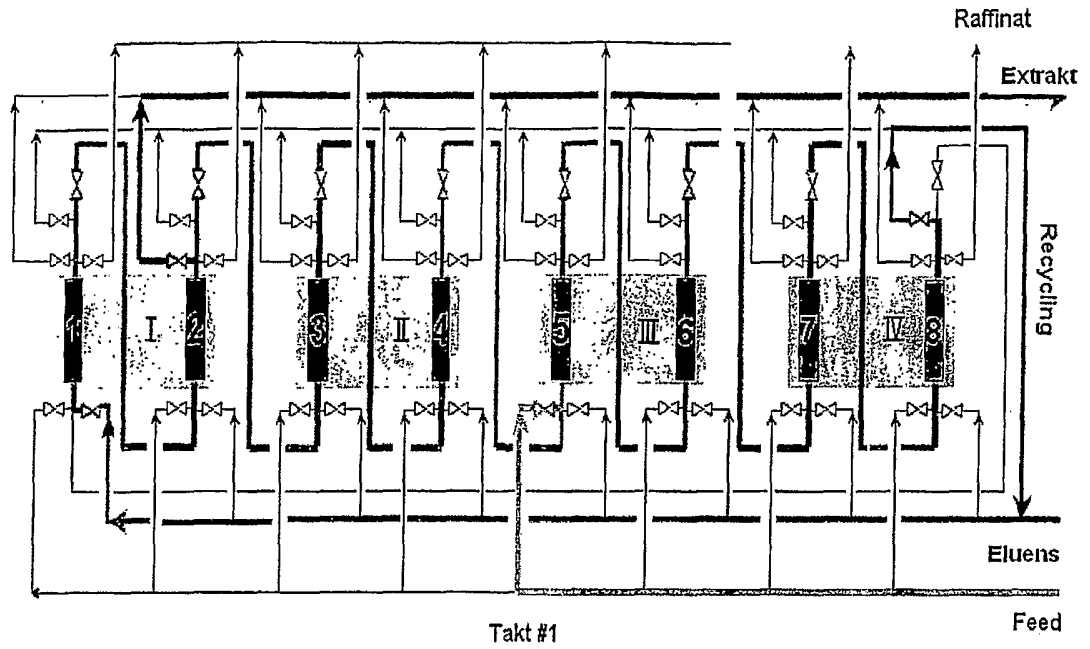 Raffinat
Extrakt
1 I 2 3 II 4 5 III 6 7 IV 8
Recycling
Eluens
Feed
Takt #1